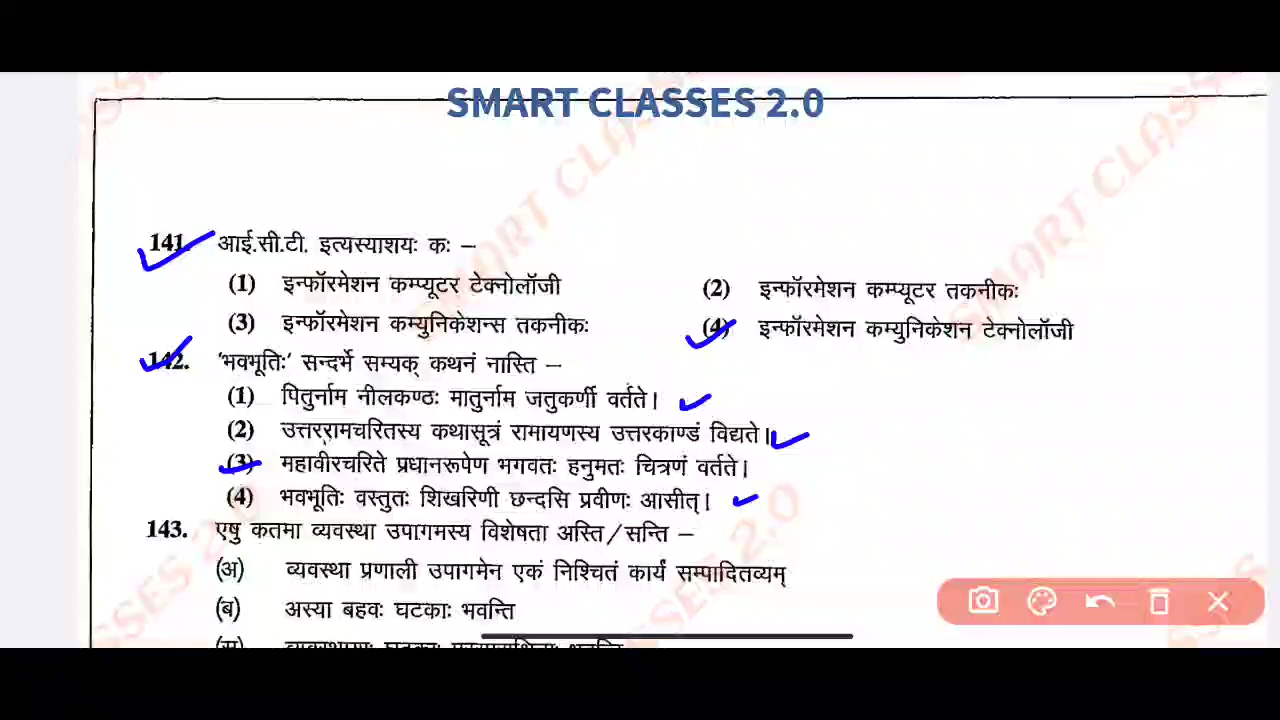 SMART CLASSES 2.0
141. आई.सी.टी. इत्यस्याशयः कः –
(1) इन्फॉरमेशन कम्प्यूटर टेक्नोलॉजी (2) इन्फॉरमेशन कम्प्यूटर तकनीकः
(3) इन्फॉरमेशन कम्युनिकेशन्स तकनीकः (4) इन्फॉरमेशन कम्युनिकेशन टेक्नोलॉजी
142. 'भवभूतिः' सन्दर्भे सम्यक् कथनं नास्ति –
(1) पितुर्नाम नीलकण्ठः मातुर्नाम जतुकर्णी वर्तते।
(2) उत्तररामचरितस्य कथासूत्रं रामायणस्य उत्तरकाण्डं विद्यते।
(3) महावीरचरिते प्रधानरूपेण भगवतः हनुमतः चित्रणं वर्तते।
(4) भवभूतिः वस्तुतः शिखरिणी छन्दसि प्रवीणः आसीत्।
143. एषु कतमा व्यवस्था उपागमस्य विशेषता अस्ति/सन्ति –
(अ) व्यवस्था प्रणाली उपागमेन एकं निश्चितं कार्यं सम्पादितव्यम्
(ब) अस्या बहवः घटकाः भवन्ति